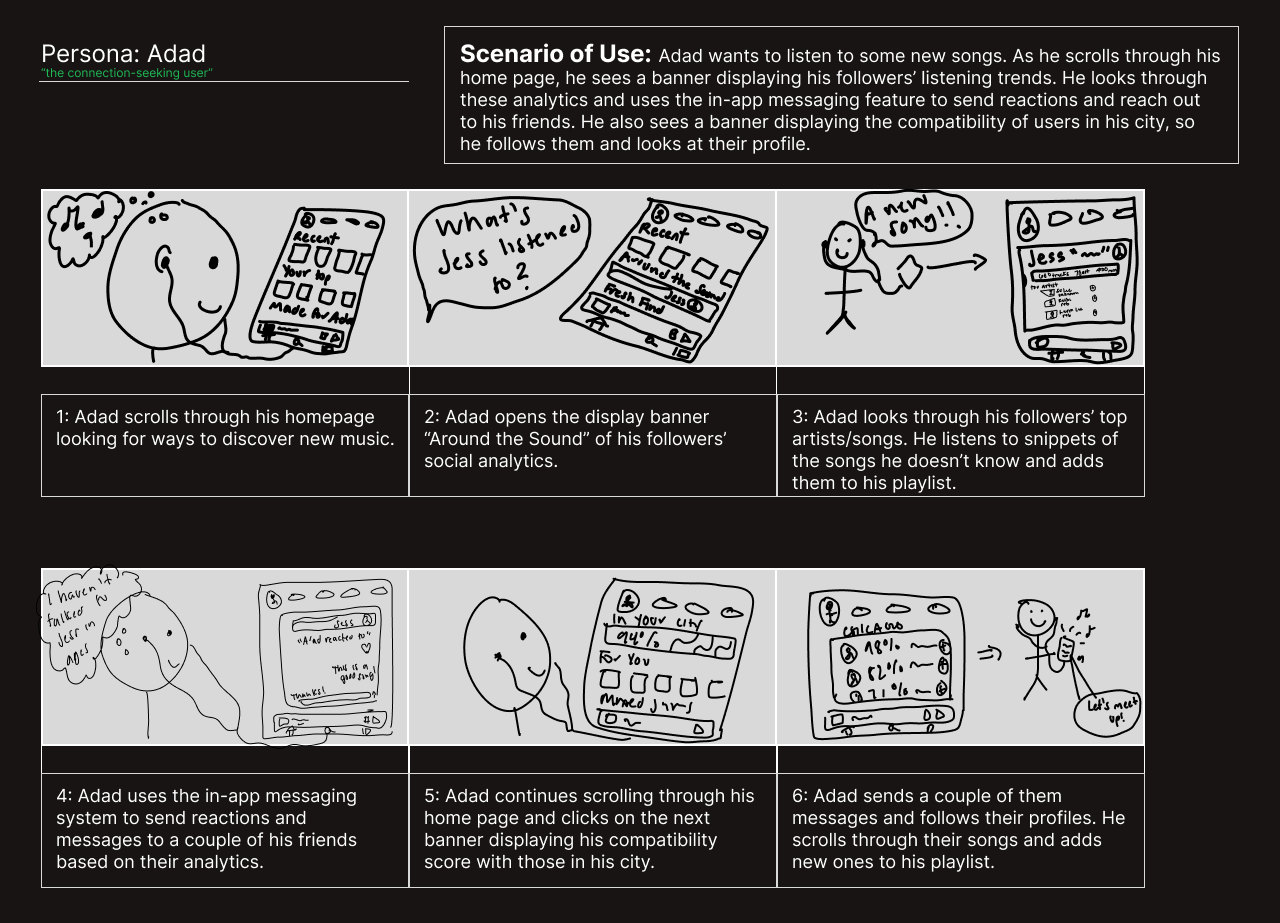 Persona: Adad
“the connection-seeking user”
Scenario of Use: Adad wants to listen to some new songs. As he scrolls through his
home page, he sees a banner displaying his followers’ listening trends. He looks through
these analytics and uses the in-app messaging feature to send reactions and reach out
to his friends. He also sees a banner displaying the compatibility of users in his city, so
he follows them and looks at their profile.
Recent
Your top
Made for Adad
What's
Jess listened
to?
Recent
Around the Sound
Jess
Fresh Find
A new
song!!
Jess
Top Artist
1: Adad scrolls through his homepage
looking for ways to discover new music.
2: Adad opens the display banner
“Around the Sound” of his followers’
social analytics.
3: Adad looks through his followers’ top
artists/songs. He listens to snippets of
the songs he doesn’t know and adds
them to his playlist.
I haven't
talked to
Jess in
ages
Jess
"Adad reacted to"
This is a
good song!
Thanks!
In Your City
94%
For You
Mixed
CHICAGO
98%
82%
71%
Let's meet
up!
4: Adad uses the in-app messaging
system to send reactions and
messages to a couple of his friends
based on their analytics.
5: Adad continues scrolling through his
home page and clicks on the next
banner displaying his compatibility
score with those in his city.
6: Adad sends a couple of them
messages and follows their profiles. He
scrolls through their songs and adds
new ones to his playlist.